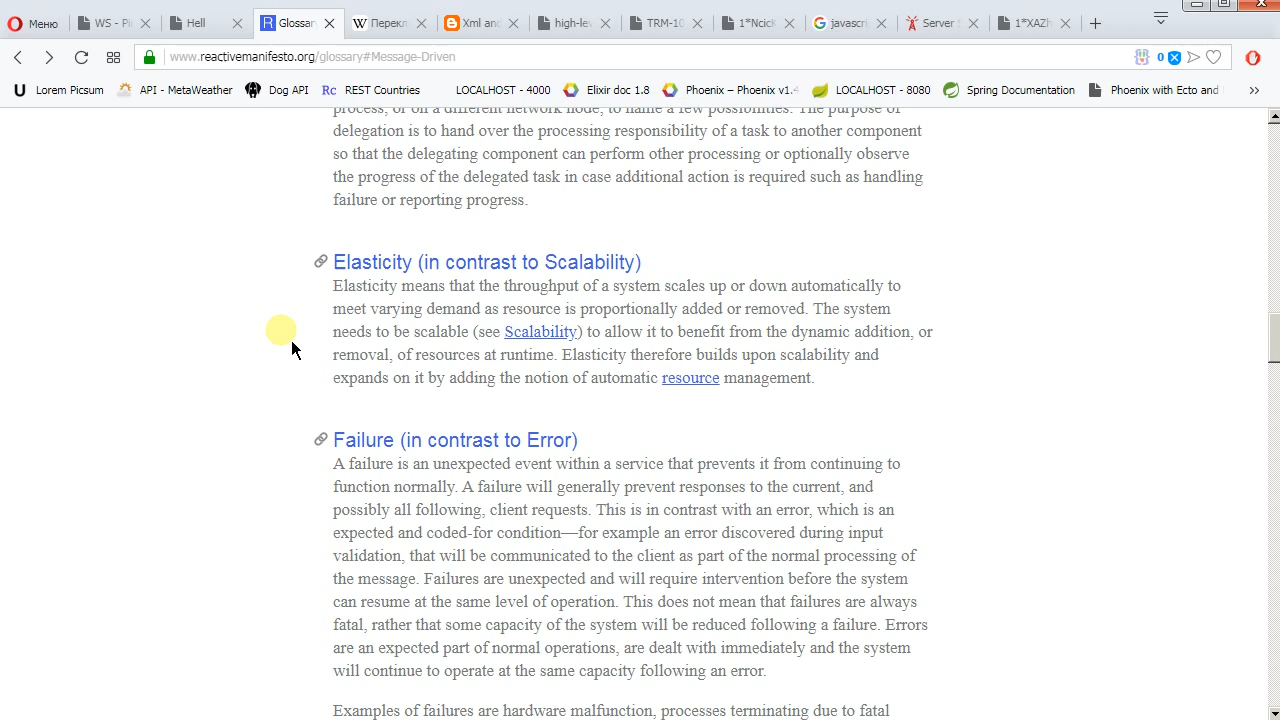 Меню
WS - Pi
Hell
Glossar
Перекл
Xml and
high-le
TRM-10
1*NcicK
javascri
Server
1*XAZh
www.reactivemanifesto.org/glossary#Message-Driven
0
Lorem Picsum
API - MetaWeather
Dog API
Rc REST Countries
LOCALHOST - 4000
Elixir doc 1.8
Phoenix – Phoenix v1.4
LOCALHOST - 8080
Spring Documentation
Phoenix with Ecto and
process, or on a different network node, to name a few possibilities. The purpose of
delegation is to hand over the processing responsibility of a task to another component
so that the delegating component can perform other processing or optionally observe
the progress of the delegated task in case additional action is required such as handling
failure or reporting progress.
Elasticity (in contrast to Scalability)
Elasticity means that the throughput of a system scales up or down automatically to
meet varying demand as resource is proportionally added or removed. The system
needs to be scalable (see Scalability) to allow it to benefit from the dynamic addition, or
removal, of resources at runtime. Elasticity therefore builds upon scalability and
expands on it by adding the notion of automatic resource management.
Failure (in contrast to Error)
A failure is an unexpected event within a service that prevents it from continuing to
function normally. A failure will generally prevent responses to the current, and
possibly all following, client requests. This is in contrast with an error, which is an
expected and coded-for condition—for example an error discovered during input
validation, that will be communicated to the client as part of the normal processing of
the message. Failures are unexpected and will require intervention before the system
can resume at the same level of operation. This does not mean that failures are always
fatal, rather that some capacity of the system will be reduced following a failure. Errors
are an expected part of normal operations, are dealt with immediately and the system
will continue to operate at the same capacity following an error.
Examples of failures are hardware malfunction, processes terminating due to fatal